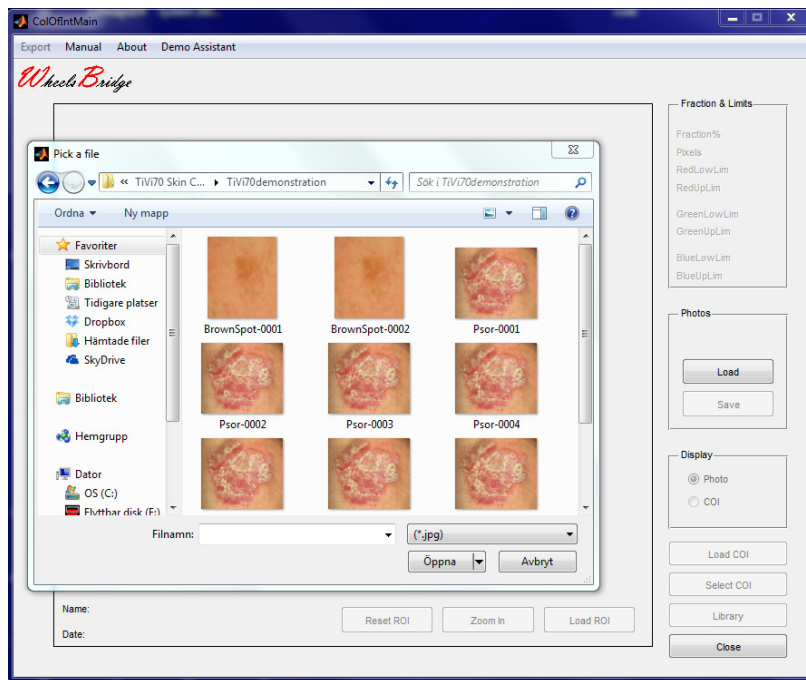 ColOfIntMain
Export Manual About Demo Assistant
WheelsBridge
Pick a file
« TiVi70 Skin C... ▸ TiVi70demonstration
Sök i TiVi70demonstration
Ordna Ny mapp
Favoriter
Skrivbord
Bibliotek
Tidigare platser
Dropbox
Hämtade filer
SkyDrive
Bibliotek
Hemgrupp
Dator
OS (C:)
Flyttbar disk (F:)
BrownSpot-0001 BrownSpot-0002 Psor-0001
Psor-0002 Psor-0003 Psor-0004
Filnamn: (*.jpg)
Öppna Avbryt
Name:
Date:
Reset ROI Zoom In Load ROI
Fraction & Limits
Fraction%
Pixels
RedLowLim
RedUpLim
GreenLowLim
GreenUpLim
BlueLowLim
BlueUpLim
Photos
Load
Save
Display
Photo
COI
Load COI
Select COI
Library
Close